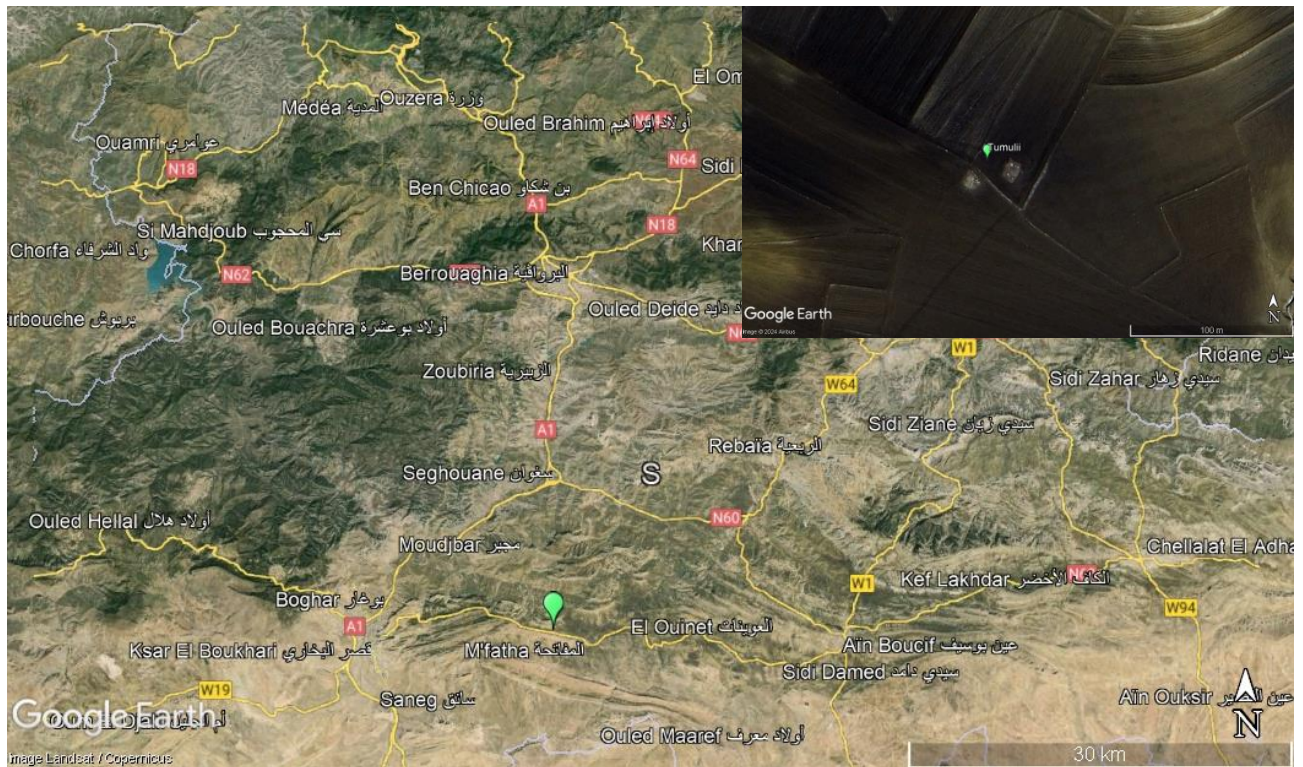 El Om
Médéa المدية
Ouzera وزرة
Ouled Brahim أولاد إبراهيم
Ouamri عوامري
N18
N64
Sidi
Tumulii
Ben Chicao بن شكاو
A1
N18
Si Mahdjoub سي المحجوب
Chorfa واد الشرفاء
Khar
N62
Berrouaghia البرواقية
Ouled Deide
Google Earth
Image © 2024 Airbus
100 m
N
بربوش
Ouled Bouachra أولاد بوعشرة
W1
Ridane
Zoubiria الزبيرية
Sidi Zahar سيدي زهار
W64
Sidi Ziane سيدي زيان
A1
Rebaïa الربعية
Seghouane سغوان
S
Ouled Hellal أولاد هلال
N60
Moudjbar مجبر
Chellalat El Adha
Kef Lakhdar الكاف الأخضر
W1
Boghar بوغار
W94
A1
El Ouinet العوينات
Ksar El Boukhari قصر البخاري
M'fatha المفاتحة
Aïn Boucif عين بوسيف
Sidi Damed سيدي دامد
W19
Saneg سانق
Aïn Ouksir
Google Earth
Ouled Maaref أولاد معرف
N
30 km
Image Landsat / Copernicus